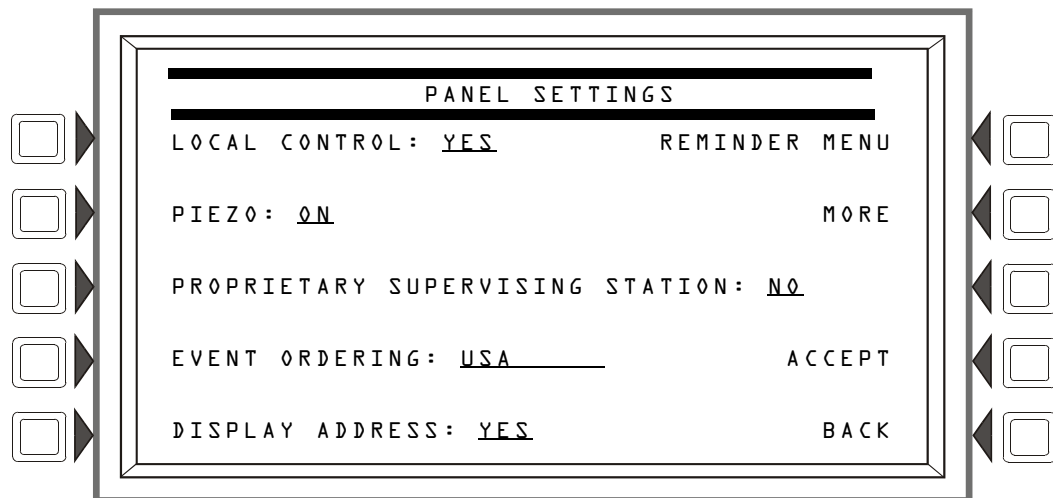 PANEL SETTINGS
LOCAL CONTROL: YES REMINDER MENU
PIEZO: ON MORE
PROPRIETARY SUPERVISING STATION: NO
EVENT ORDERING: USA ACCEPT
DISPLAY ADDRESS: YES BACK